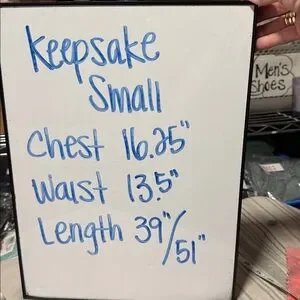 Keepsake
Small
Chest 16.25"
Waist 13.5"
Length 39"/51"
Men's
Shoes